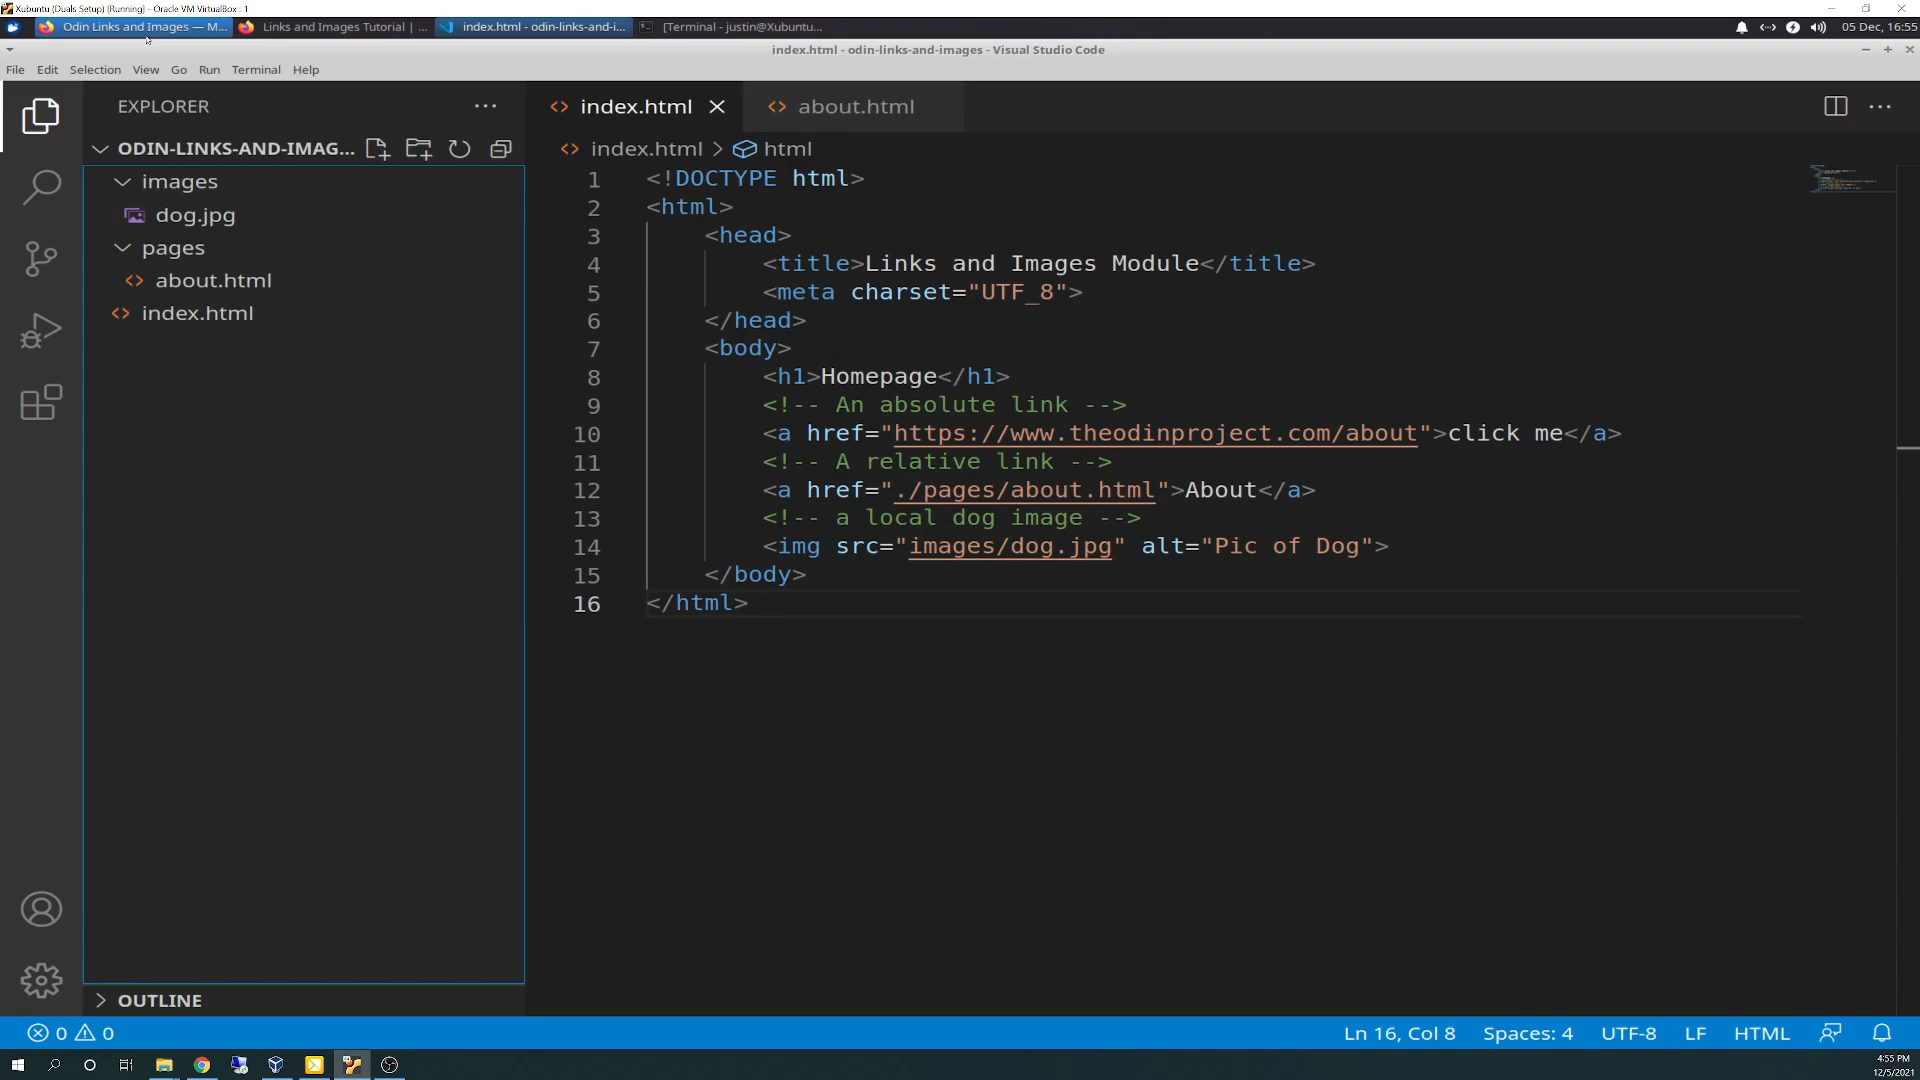 Xubuntu (Duals Setup) [Running] - Oracle VM VirtualBox : 1
Odin Links and Images — M...
Links and Images Tutorial | ...
index.html - odin-links-and-i...
[Terminal - justin@Xubuntu...
05 Dec, 16:55
index.html - odin-links-and-images - Visual Studio Code
File Edit Selection View Go Run Terminal Help
EXPLORER
ODIN-LINKS-AND-IMAG...
images
dog.jpg
pages
about.html
index.html
OUTLINE
index.html
about.html
index.html > html
1 <!DOCTYPE html>
2 <html>
3 <head>
4 <title>Links and Images Module</title>
5 <meta charset="UTF_8">
6 </head>
7 <body>
8 <h1>Homepage</h1>
9 <!-- An absolute link -->
10 <a href="https://www.theodinproject.com/about">click me</a>
11 <!-- A relative link -->
12 <a href="./pages/about.html">About</a>
13 <!-- a local dog image -->
14 <img src="images/dog.jpg" alt="Pic of Dog">
15 </body>
16 </html>
0 0
Ln 16, Col 8 Spaces: 4 UTF-8 LF HTML
4:55 PM
12/5/2021